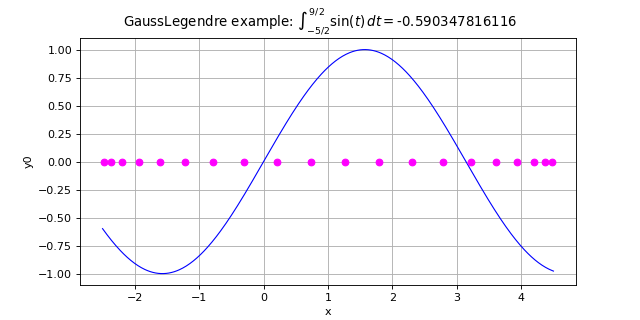 GaussLegendre example: ∫_{-5/2}^{9/2} sin(t) dt = -0.590347816116
1.00
0.75
0.50
0.25
0.00
−0.25
−0.50
−0.75
−1.00
y0
−2 −1 0 1 2 3 4
x